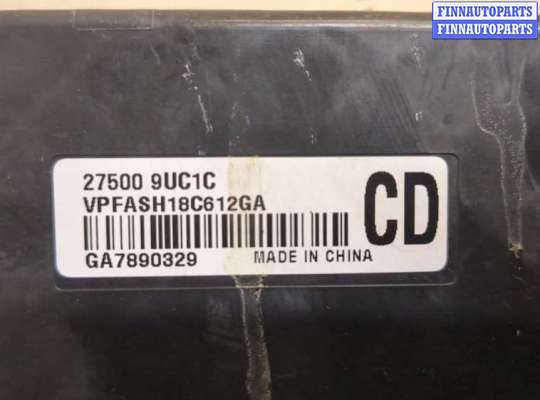 FINNAUTOPARTS
FINNAUTOPARTS
27500 9UC1C
VPFASH18C612GA
CD
GA7890329 MADE IN CHINA